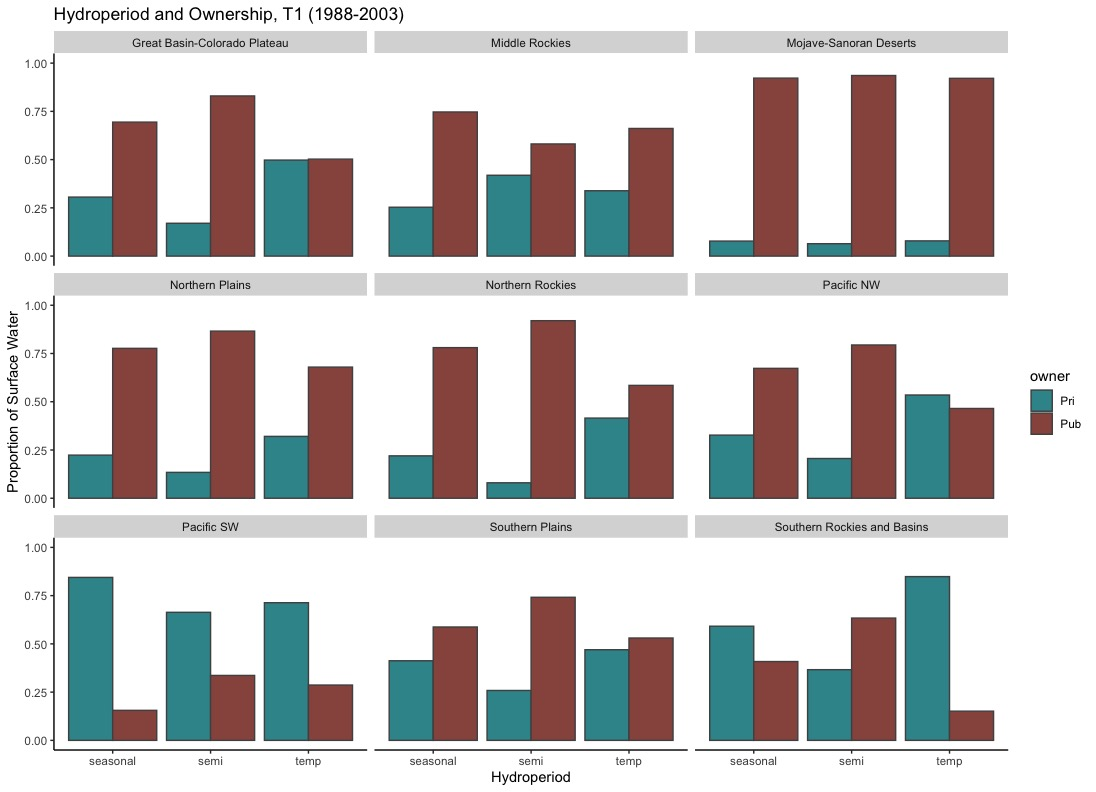 Hydroperiod and Ownership, T1 (1988-2003)
Great Basin-Colorado Plateau
Middle Rockies
Mojave-Sanoran Deserts
1.00
0.75
0.50
0.25
0.00
Northern Plains
Northern Rockies
Pacific NW
1.00
0.75
0.50
0.25
0.00
Pacific SW
Southern Plains
Southern Rockies and Basins
1.00
0.75
0.50
0.25
0.00
seasonal
semi
temp
seasonal
semi
temp
seasonal
semi
temp
Hydroperiod
Proportion of Surface Water
owner
Pri
Pub